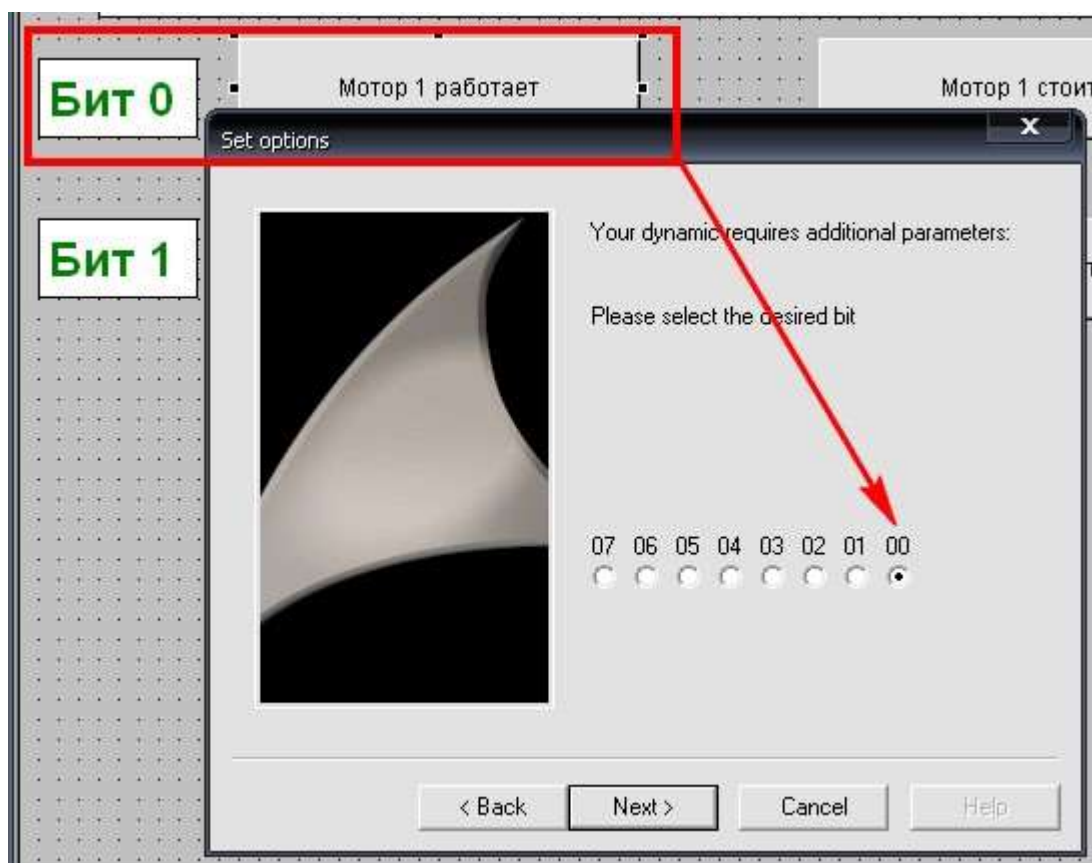 Бит 0
Мотор 1 работает
Мотор 1 стоит
Set options
X
Бит 1
Your dynamic requires additional parameters:
Please select the desired bit
07 06 05 04 03 02 01 00
< Back Next > Cancel Help